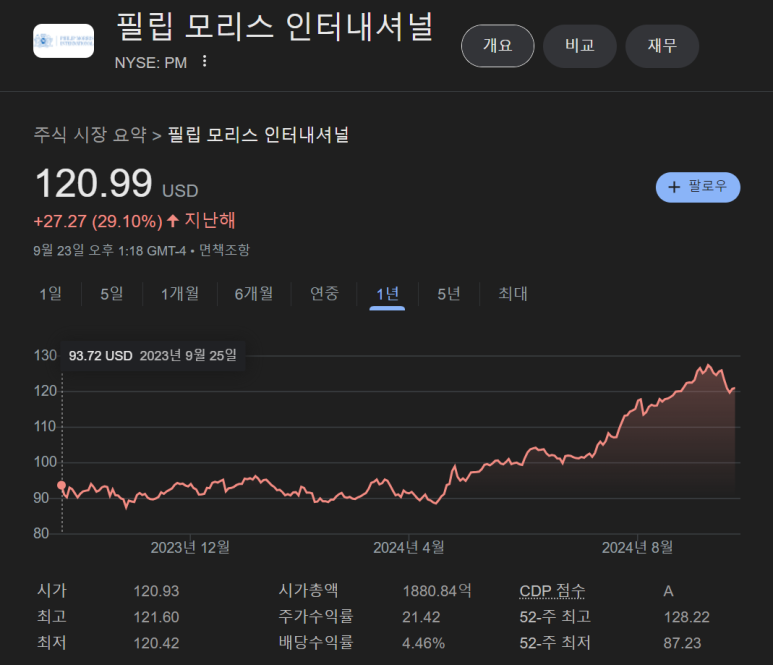 필립 모리스 인터내셔널
NYSE: PM
개요 비교 재무
주식 시장 요약 > 필립 모리스 인터내셔널
120.99 USD
+ 팔로우
+27.27 (29.10%) ↑ 지난해
9월 23일 오후 1:18 GMT-4 • 면책조항
1일 5일 1개월 6개월 연중 1년 5년 최대
93.72 USD 2023년 9월 25일
130
120
110
100
90
80
2023년 12월 2024년 4월 2024년 8월
시가 120.93 시가총액 1880.84억 CDP 점수 A
최고 121.60 주가수익률 21.42 52-주 최고 128.22
최저 120.42 배당수익률 4.46% 52-주 최저 87.23